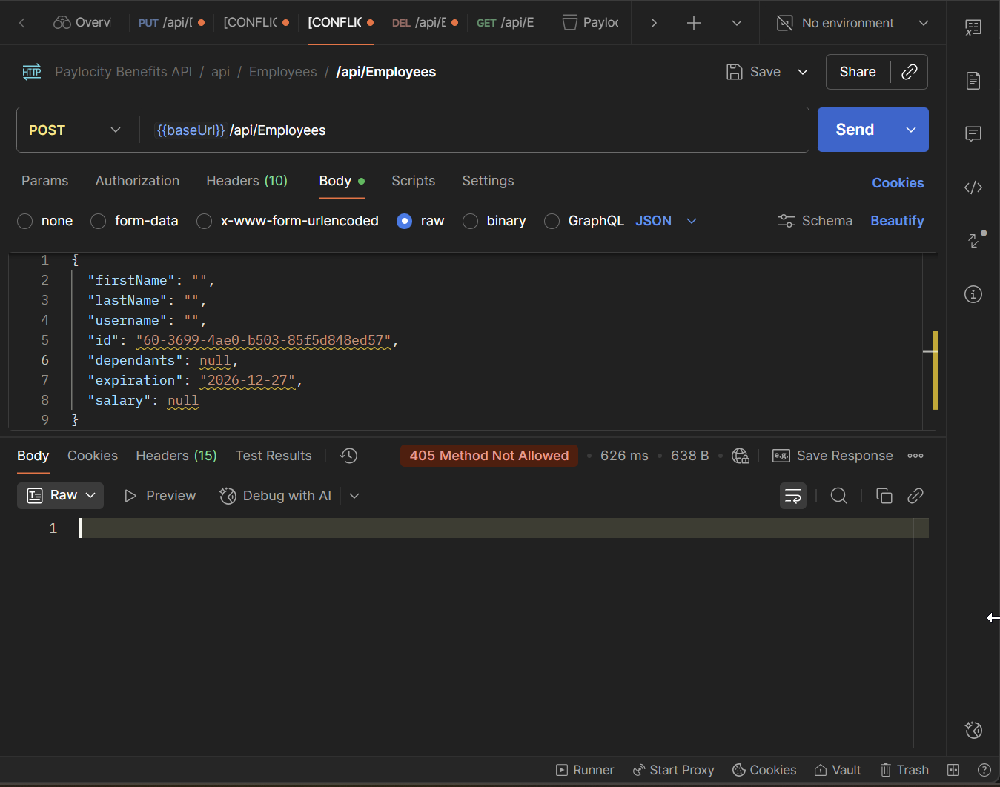 Overv PUT /api/[ [CONFLIC [CONFLIC DEL /api/E GET /api/E Payloc No environment
HTTP Paylocity Benefits API / api / Employees / /api/Employees Save Share
POST {{baseUrl}} /api/Employees Send
Params Authorization Headers (10) Body Scripts Settings Cookies
none form-data x-www-form-urlencoded raw binary GraphQL JSON Schema Beautify
1 {
2 "firstName": "",
3 "lastName": "",
4 "username": "",
5 "id": "60-3699-4ae0-b503-85f5d848ed57",
6 "dependants": null,
7 "expiration": "2026-12-27",
8 "salary": null
9 }
Body Cookies Headers (15) Test Results 405 Method Not Allowed • 626 ms • 638 B • e.g. Save Response
Raw Preview Debug with AI
1
Runner Start Proxy Cookies Vault Trash